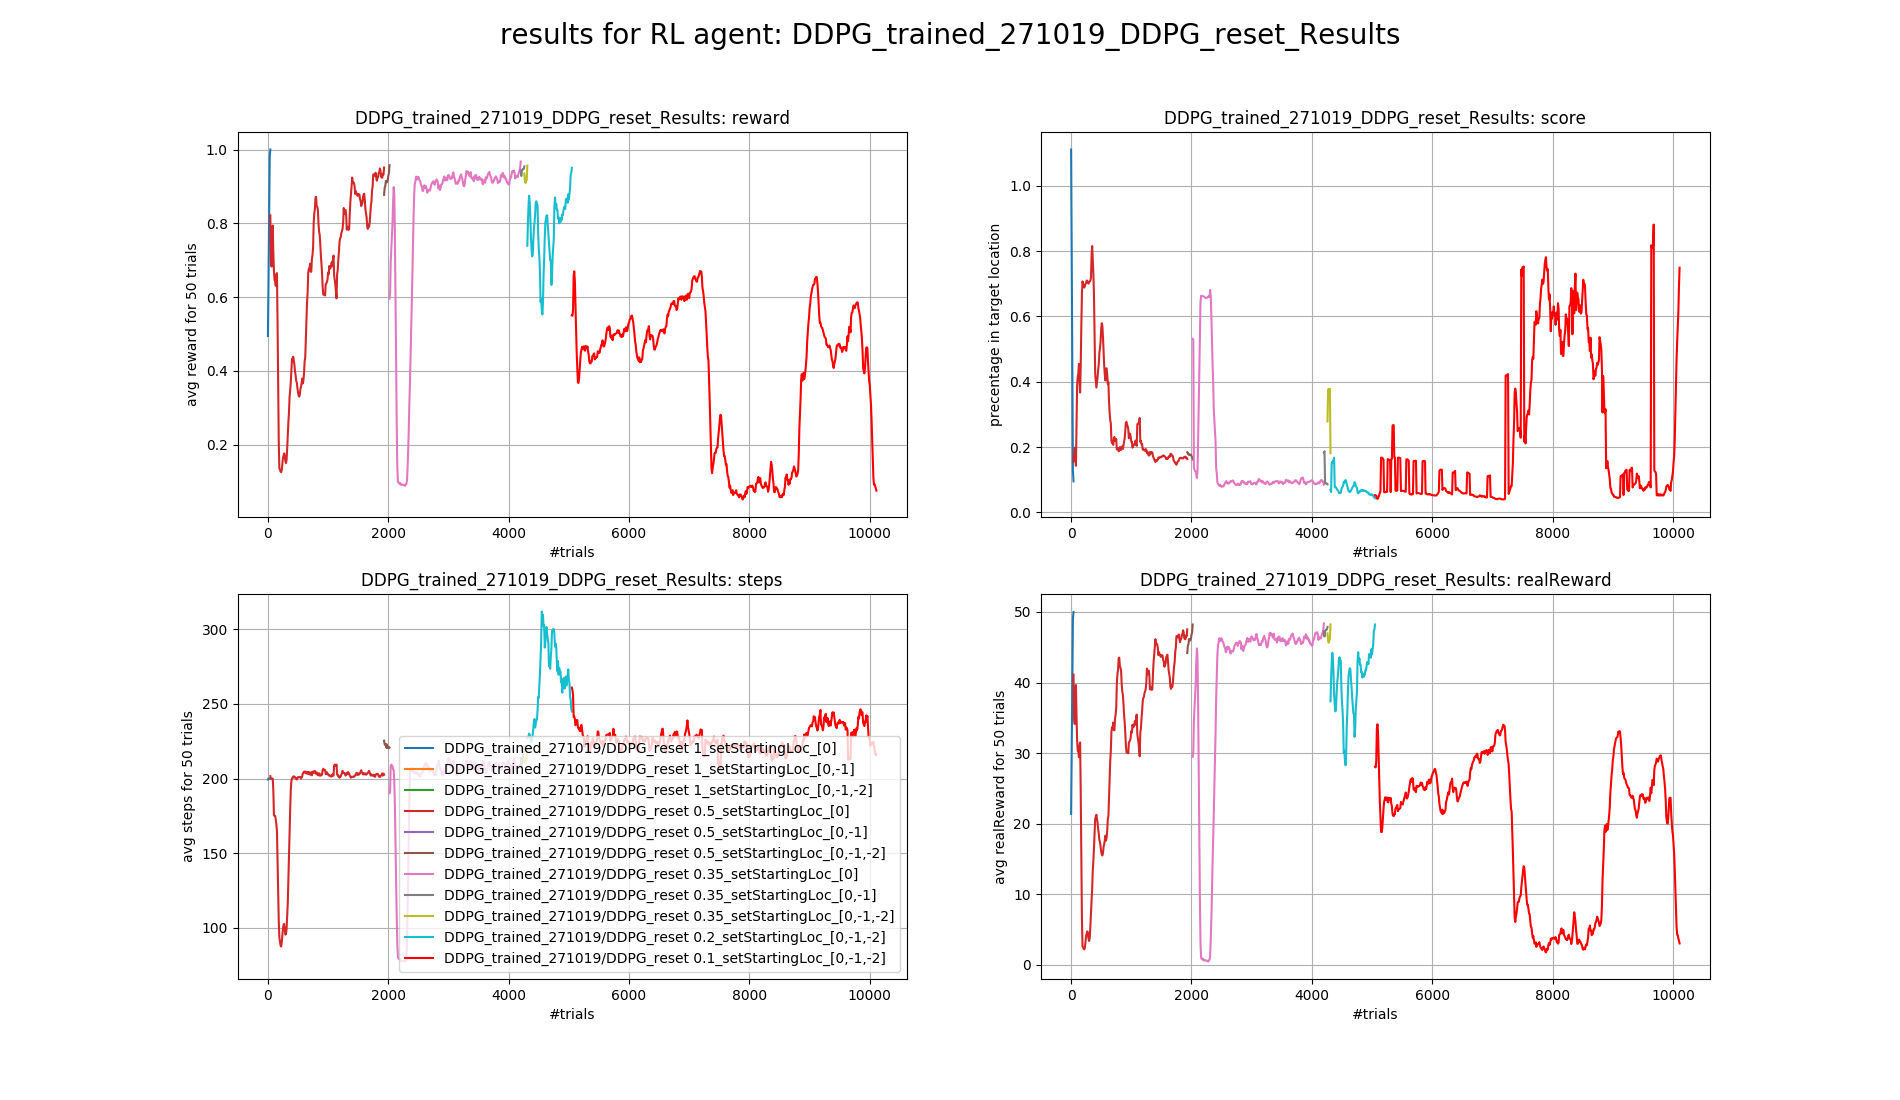 results for RL agent: DDPG_trained_271019_DDPG_reset_Results
DDPG_trained_271019_DDPG_reset_Results: reward
avg reward for 50 trials
1.0
0.8
0.6
0.4
0.2
0 2000 4000 6000 8000 10000
#trials
DDPG_trained_271019_DDPG_reset_Results: score
precentage in target location
1.0
0.8
0.6
0.4
0.2
0.0
0 2000 4000 6000 8000 10000
#trials
DDPG_trained_271019_DDPG_reset_Results: steps
avg steps for 50 trials
300
250
200
150
100
DDPG_trained_271019/DDPG_reset 1_setStartingLoc_[0]
DDPG_trained_271019/DDPG_reset 1_setStartingLoc_[0,-1]
DDPG_trained_271019/DDPG_reset 1_setStartingLoc_[0,-1,-2]
DDPG_trained_271019/DDPG_reset 0.5_setStartingLoc_[0]
DDPG_trained_271019/DDPG_reset 0.5_setStartingLoc_[0,-1]
DDPG_trained_271019/DDPG_reset 0.5_setStartingLoc_[0,-1,-2]
DDPG_trained_271019/DDPG_reset 0.35_setStartingLoc_[0]
DDPG_trained_271019/DDPG_reset 0.35_setStartingLoc_[0,-1]
DDPG_trained_271019/DDPG_reset 0.35_setStartingLoc_[0,-1,-2]
DDPG_trained_271019/DDPG_reset 0.2_setStartingLoc_[0,-1,-2]
DDPG_trained_271019/DDPG_reset 0.1_setStartingLoc_[0,-1,-2]
0 2000 4000 6000 8000 10000
#trials
DDPG_trained_271019_DDPG_reset_Results: realReward
avg realReward for 50 trials
50
40
30
20
10
0
0 2000 4000 6000 8000 10000
#trials